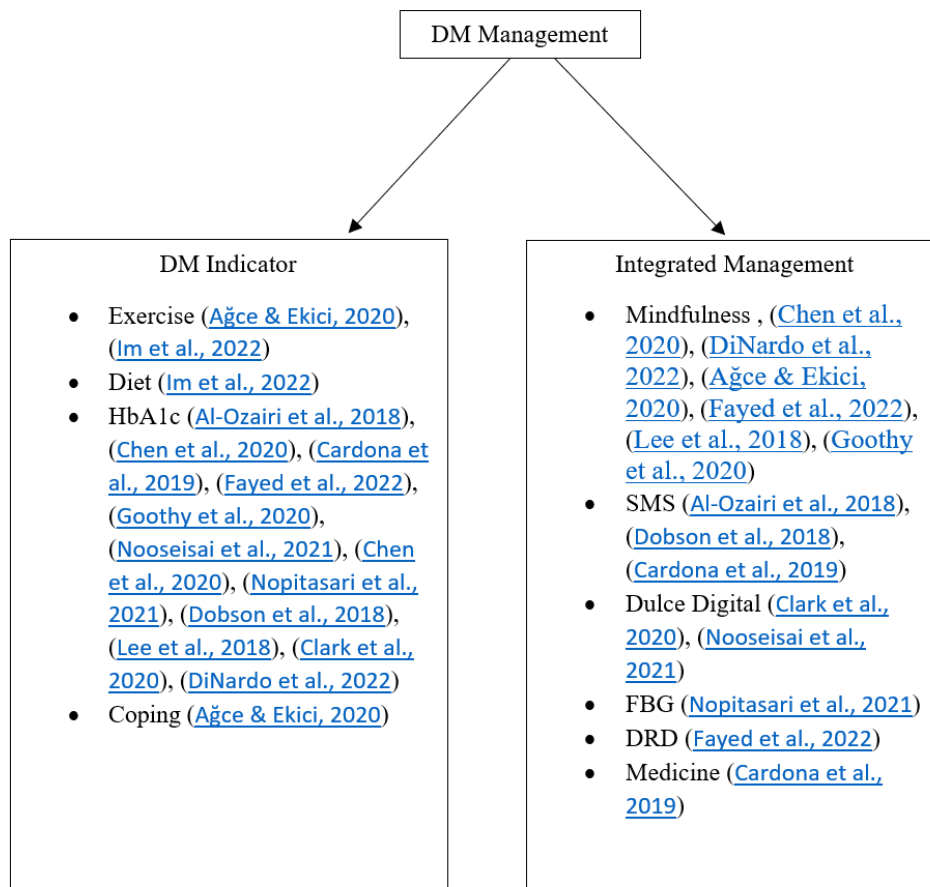 DM Management
DM Indicator
• Exercise (Ağce & Ekici, 2020),
(Im et al., 2022)
• Diet (Im et al., 2022)
• HbA1c (Al-Ozairi et al., 2018),
(Chen et al., 2020), (Cardona et
al., 2019), (Fayed et al., 2022),
(Goothy et al., 2020),
(Nooseisai et al., 2021), (Chen
et al., 2020), (Nopitasari et al.,
2021), (Dobson et al., 2018),
(Lee et al., 2018), (Clark et al.,
2020), (DiNardo et al., 2022)
• Coping (Ağce & Ekici, 2020)
Integrated Management
• Mindfulness , (Chen et al.,
2020), (DiNardo et al.,
2022), (Ağce & Ekici,
2020), (Fayed et al., 2022),
(Lee et al., 2018), (Goothy
et al., 2020)
• SMS (Al-Ozairi et al., 2018),
(Dobson et al., 2018),
(Cardona et al., 2019)
• Dulce Digital (Clark et al.,
2020), (Nooseisai et al.,
2021)
• FBG (Nopitasari et al., 2021)
• DRD (Fayed et al., 2022)
• Medicine (Cardona et al.,
2019)